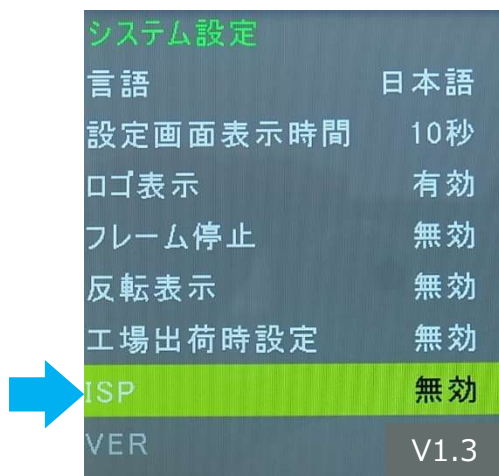 システム設定
言語 日本語
設定画面表示時間 10秒
ロゴ表示 有効
フレーム停止 無効
反転表示 無効
工場出荷時設定 無効
ISP 無効
VER V1.3